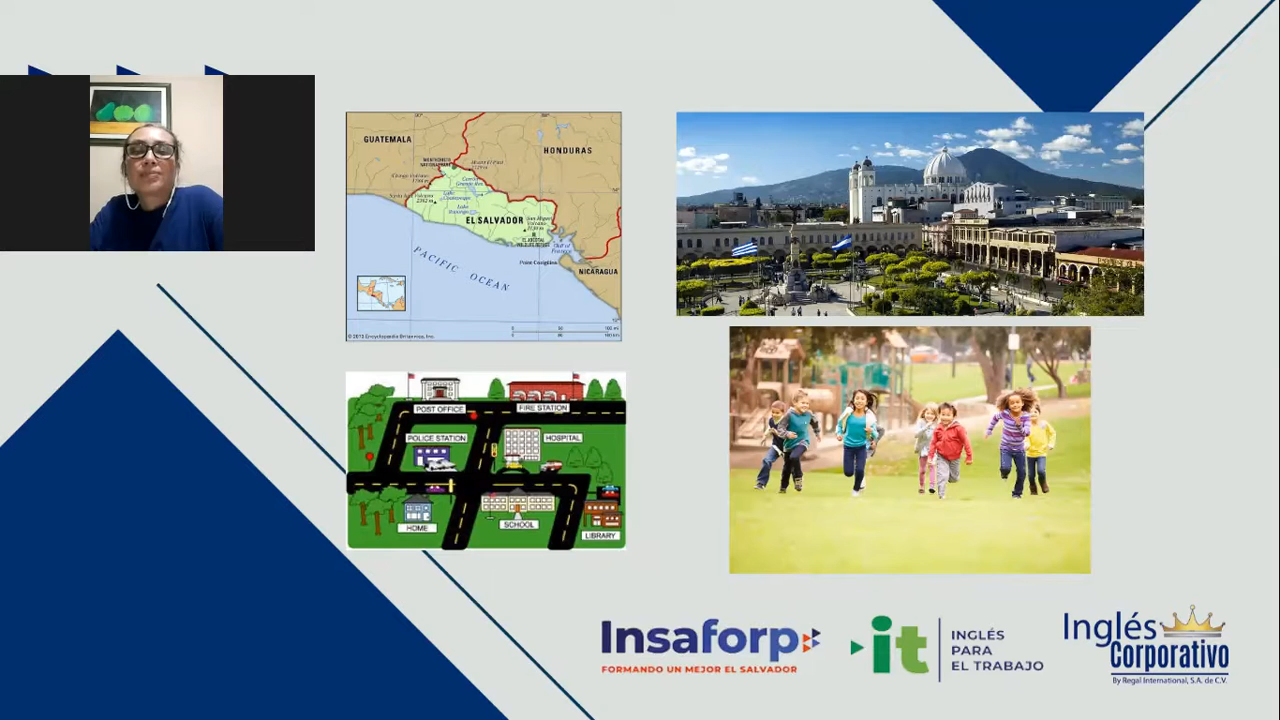 GUATEMALA
HONDURAS
EL SALVADOR
PACIFIC OCEAN
NICARAGUA
POST OFFICE
FIRE STATION
POLICE STATION
HOSPITAL
HOME
SCHOOL
LIBRARY
Insaforp
FORMANDO UN MEJOR EL SALVADOR
it
INGLÉS
PARA
EL TRABAJO
Inglés
Corporativo
By Regal International, S.A. de C.V.